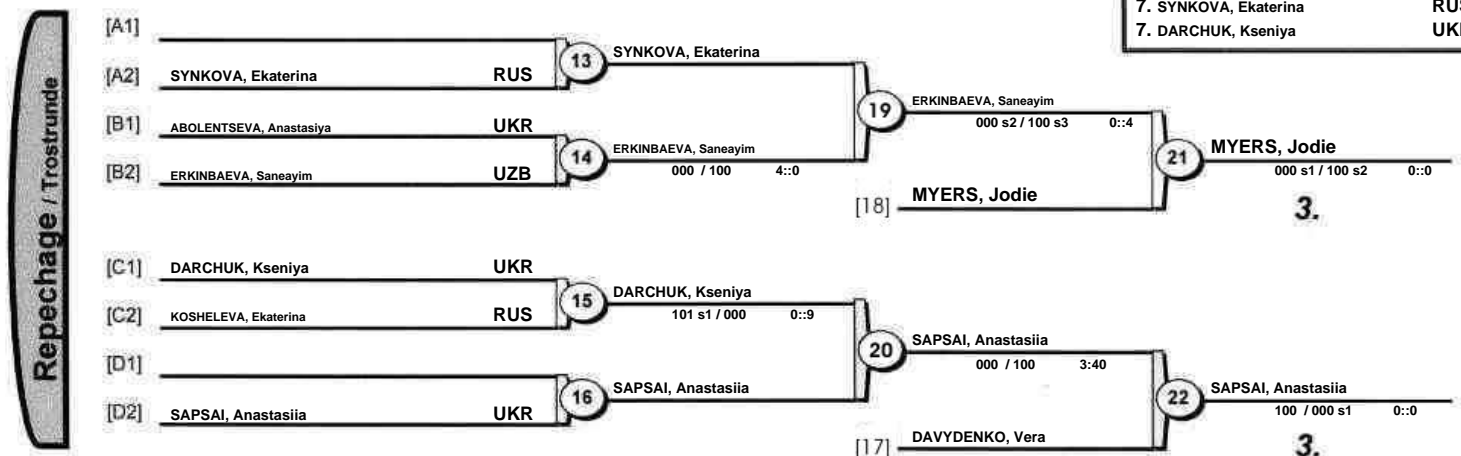 7. SYNKOVA, Ekaterina RUS
7. DARCHUK, Kseniya UKR
Repechage / Trostrunde
[A1]
[A2] SYNKOVA, Ekaterina RUS
13 SYNKOVA, Ekaterina
[B1] ABOLENTSEVA, Anastasiya UKR
[B2] ERKINBAEVA, Saneayim UZB
14 ERKINBAEVA, Saneayim
000 / 100 4::0
19 ERKINBAEVA, Saneayim
000 s2 / 100 s3 0::4
[18] MYERS, Jodie
21 MYERS, Jodie
000 s1 / 100 s2 0::0
3.
[C1] DARCHUK, Kseniya UKR
[C2] KOSHELEVA, Ekaterina RUS
15 DARCHUK, Kseniya
101 s1 / 000 0::9
[D1]
[D2] SAPSAI, Anastasiia UKR
16 SAPSAI, Anastasiia
20 SAPSAI, Anastasiia
000 / 100 3:40
[17] DAVYDENKO, Vera
22 SAPSAI, Anastasiia
100 / 000 s1 0::0
3.